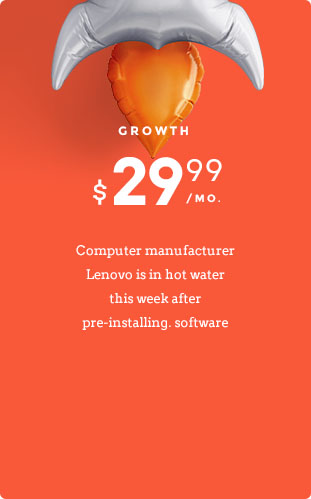 GROWTH
$29 99
/MO.
Computer manufacturer
Lenovo is in hot water
this week after
pre-installing. software